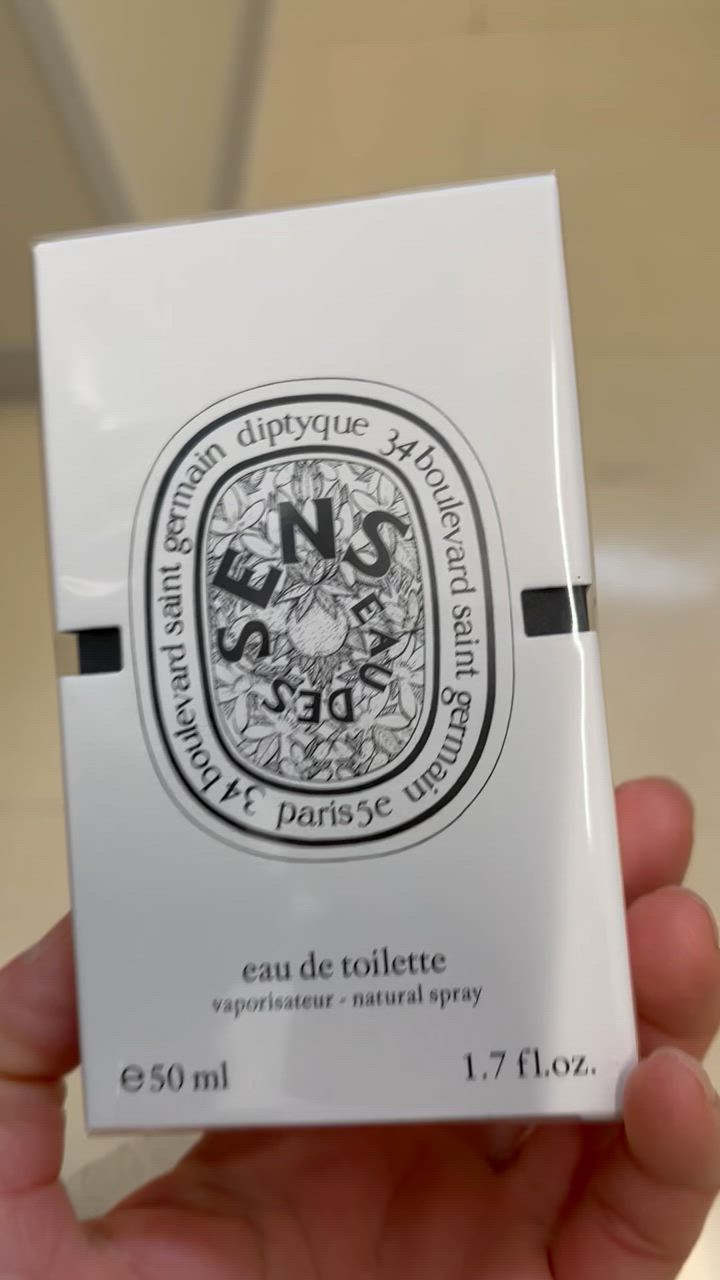 diptyque 34 boulevard saint germain paris5e 34 boulevard saint germain
EAU DES SENS
eau de toilette
vaporisateur - natural spray
℮50 ml
1.7 fl.oz.